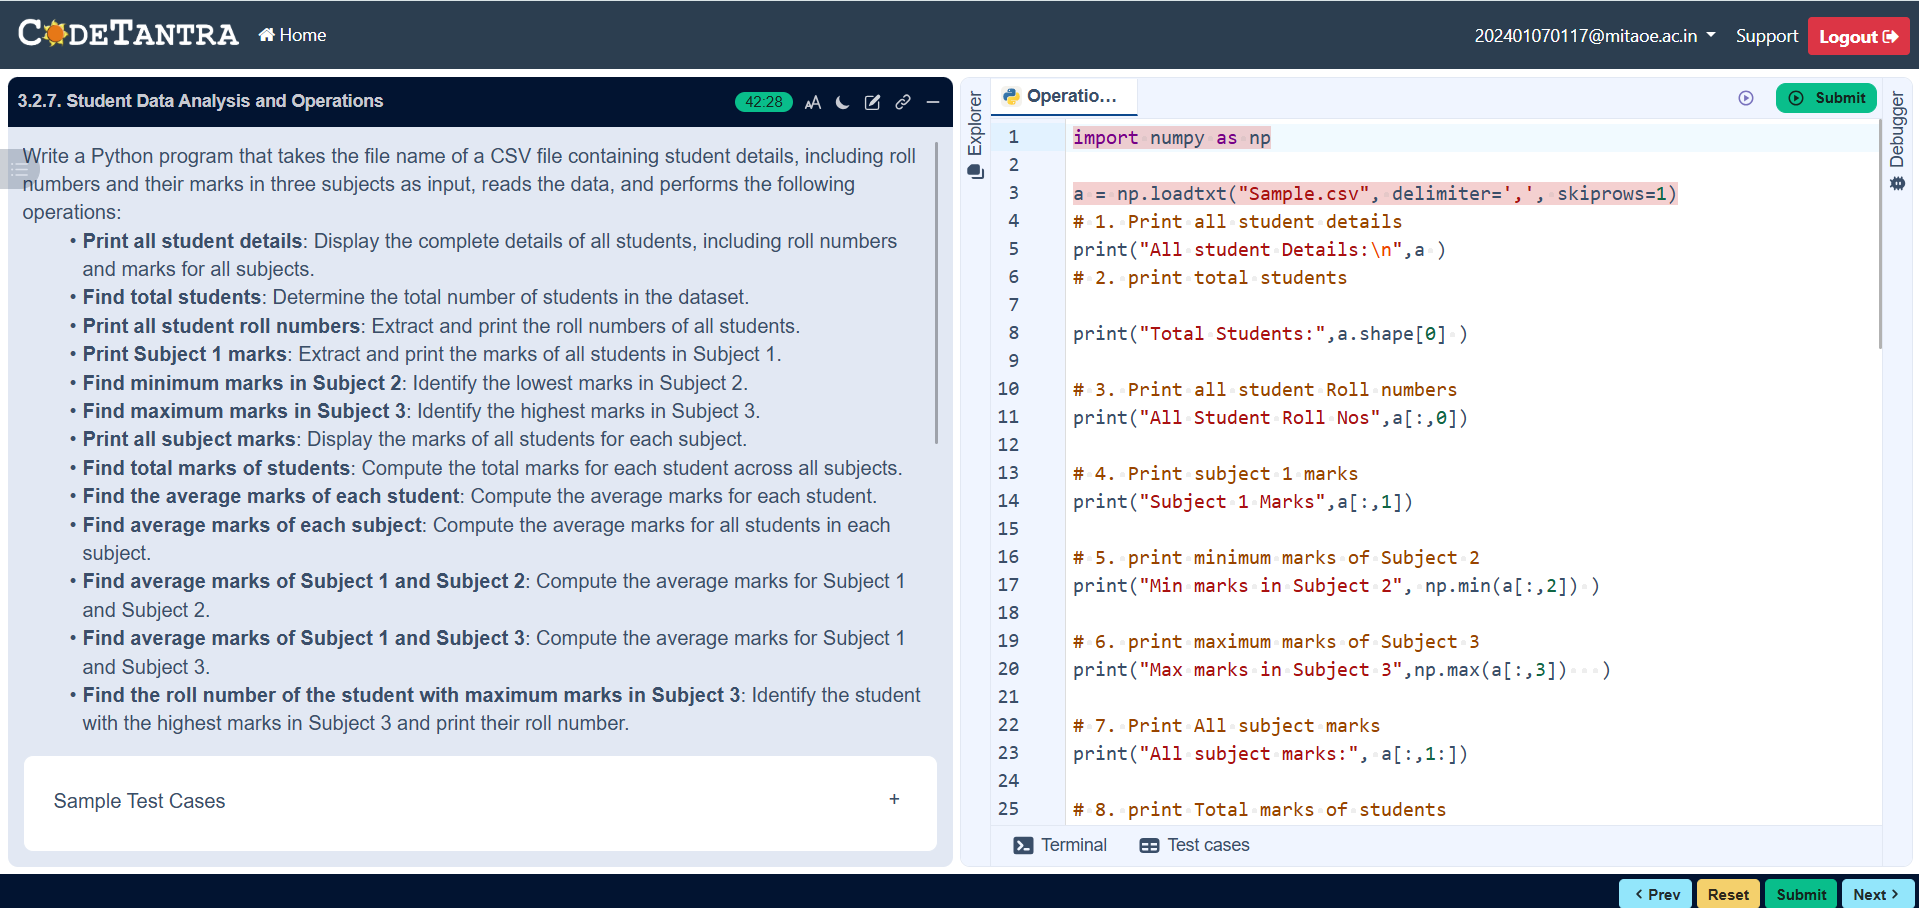 CODETANTRA Home 202401070117@mitaoe.ac.in Support Logout
3.2.7. Student Data Analysis and Operations 42:28 AA
Write a Python program that takes the file name of a CSV file containing student details, including roll
numbers and their marks in three subjects as input, reads the data, and performs the following
operations:
• Print all student details: Display the complete details of all students, including roll numbers
and marks for all subjects.
• Find total students: Determine the total number of students in the dataset.
• Print all student roll numbers: Extract and print the roll numbers of all students.
• Print Subject 1 marks: Extract and print the marks of all students in Subject 1.
• Find minimum marks in Subject 2: Identify the lowest marks in Subject 2.
• Find maximum marks in Subject 3: Identify the highest marks in Subject 3.
• Print all subject marks: Display the marks of all students for each subject.
• Find total marks of students: Compute the total marks for each student across all subjects.
• Find the average marks of each student: Compute the average marks for each student.
• Find average marks of each subject: Compute the average marks for all students in each
subject.
• Find average marks of Subject 1 and Subject 2: Compute the average marks for Subject 1
and Subject 2.
• Find average marks of Subject 1 and Subject 3: Compute the average marks for Subject 1
and Subject 3.
• Find the roll number of the student with maximum marks in Subject 3: Identify the student
with the highest marks in Subject 3 and print their roll number.
Sample Test Cases +
Explorer
Operatio...
Submit
Debugger
1 import numpy as np
2
3 a = np.loadtxt("Sample.csv", delimiter=',', skiprows=1)
4 # 1. Print all student details
5 print("All student Details:\n",a )
6 # 2. print total students
7
8 print("Total Students:",a.shape[0] )
9
10 # 3. Print all student Roll numbers
11 print("All Student Roll Nos",a[:,0])
12
13 # 4. Print subject 1 marks
14 print("Subject 1 Marks",a[:,1])
15
16 # 5. print minimum marks of Subject 2
17 print("Min marks in Subject 2", np.min(a[:,2]) )
18
19 # 6. print maximum marks of Subject 3
20 print("Max marks in Subject 3",np.max(a[:,3])   )
21
22 # 7. Print All subject marks
23 print("All subject marks:", a[:,1:])
24
25 # 8. print Total marks of students
Terminal Test cases
< Prev Reset Submit Next >